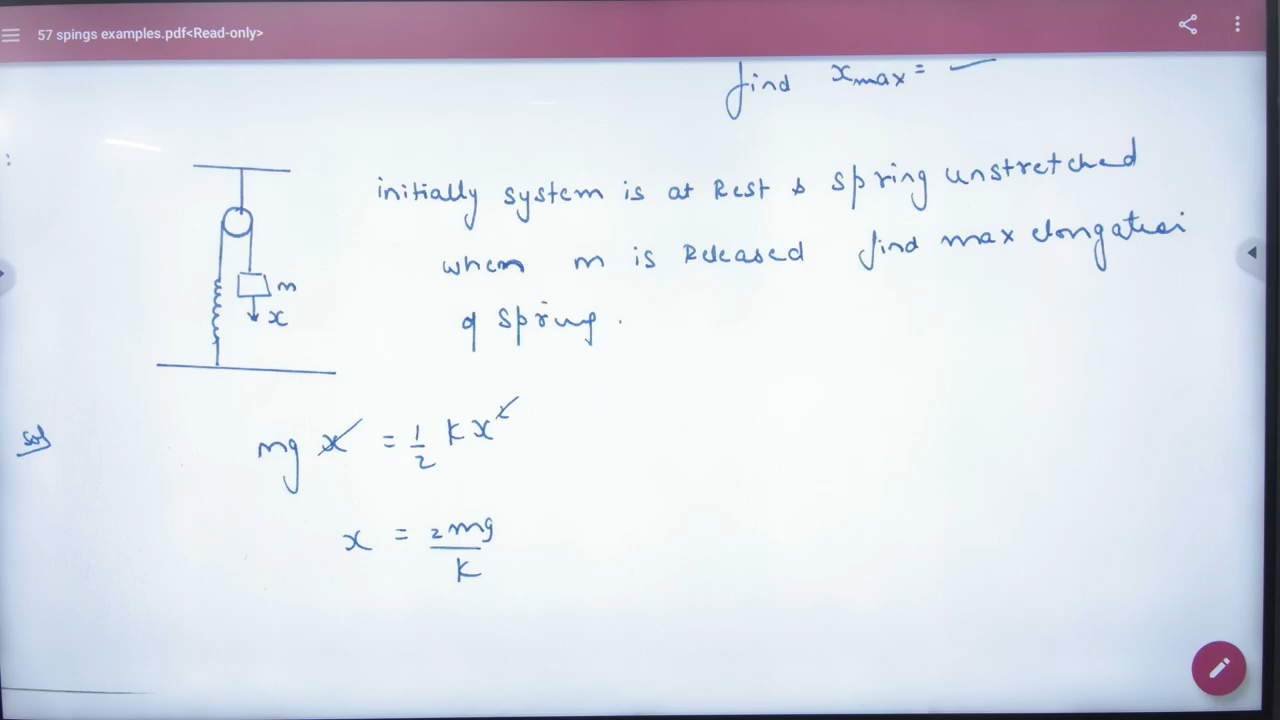 57 spings examples.pdf<Read-only>
find xmax =
initially system is at Rest & spring unstretched
when m is Released find max elongation
of spring.
m
x
Sol
mg x = 1/2 k x²
x = 2mg/k